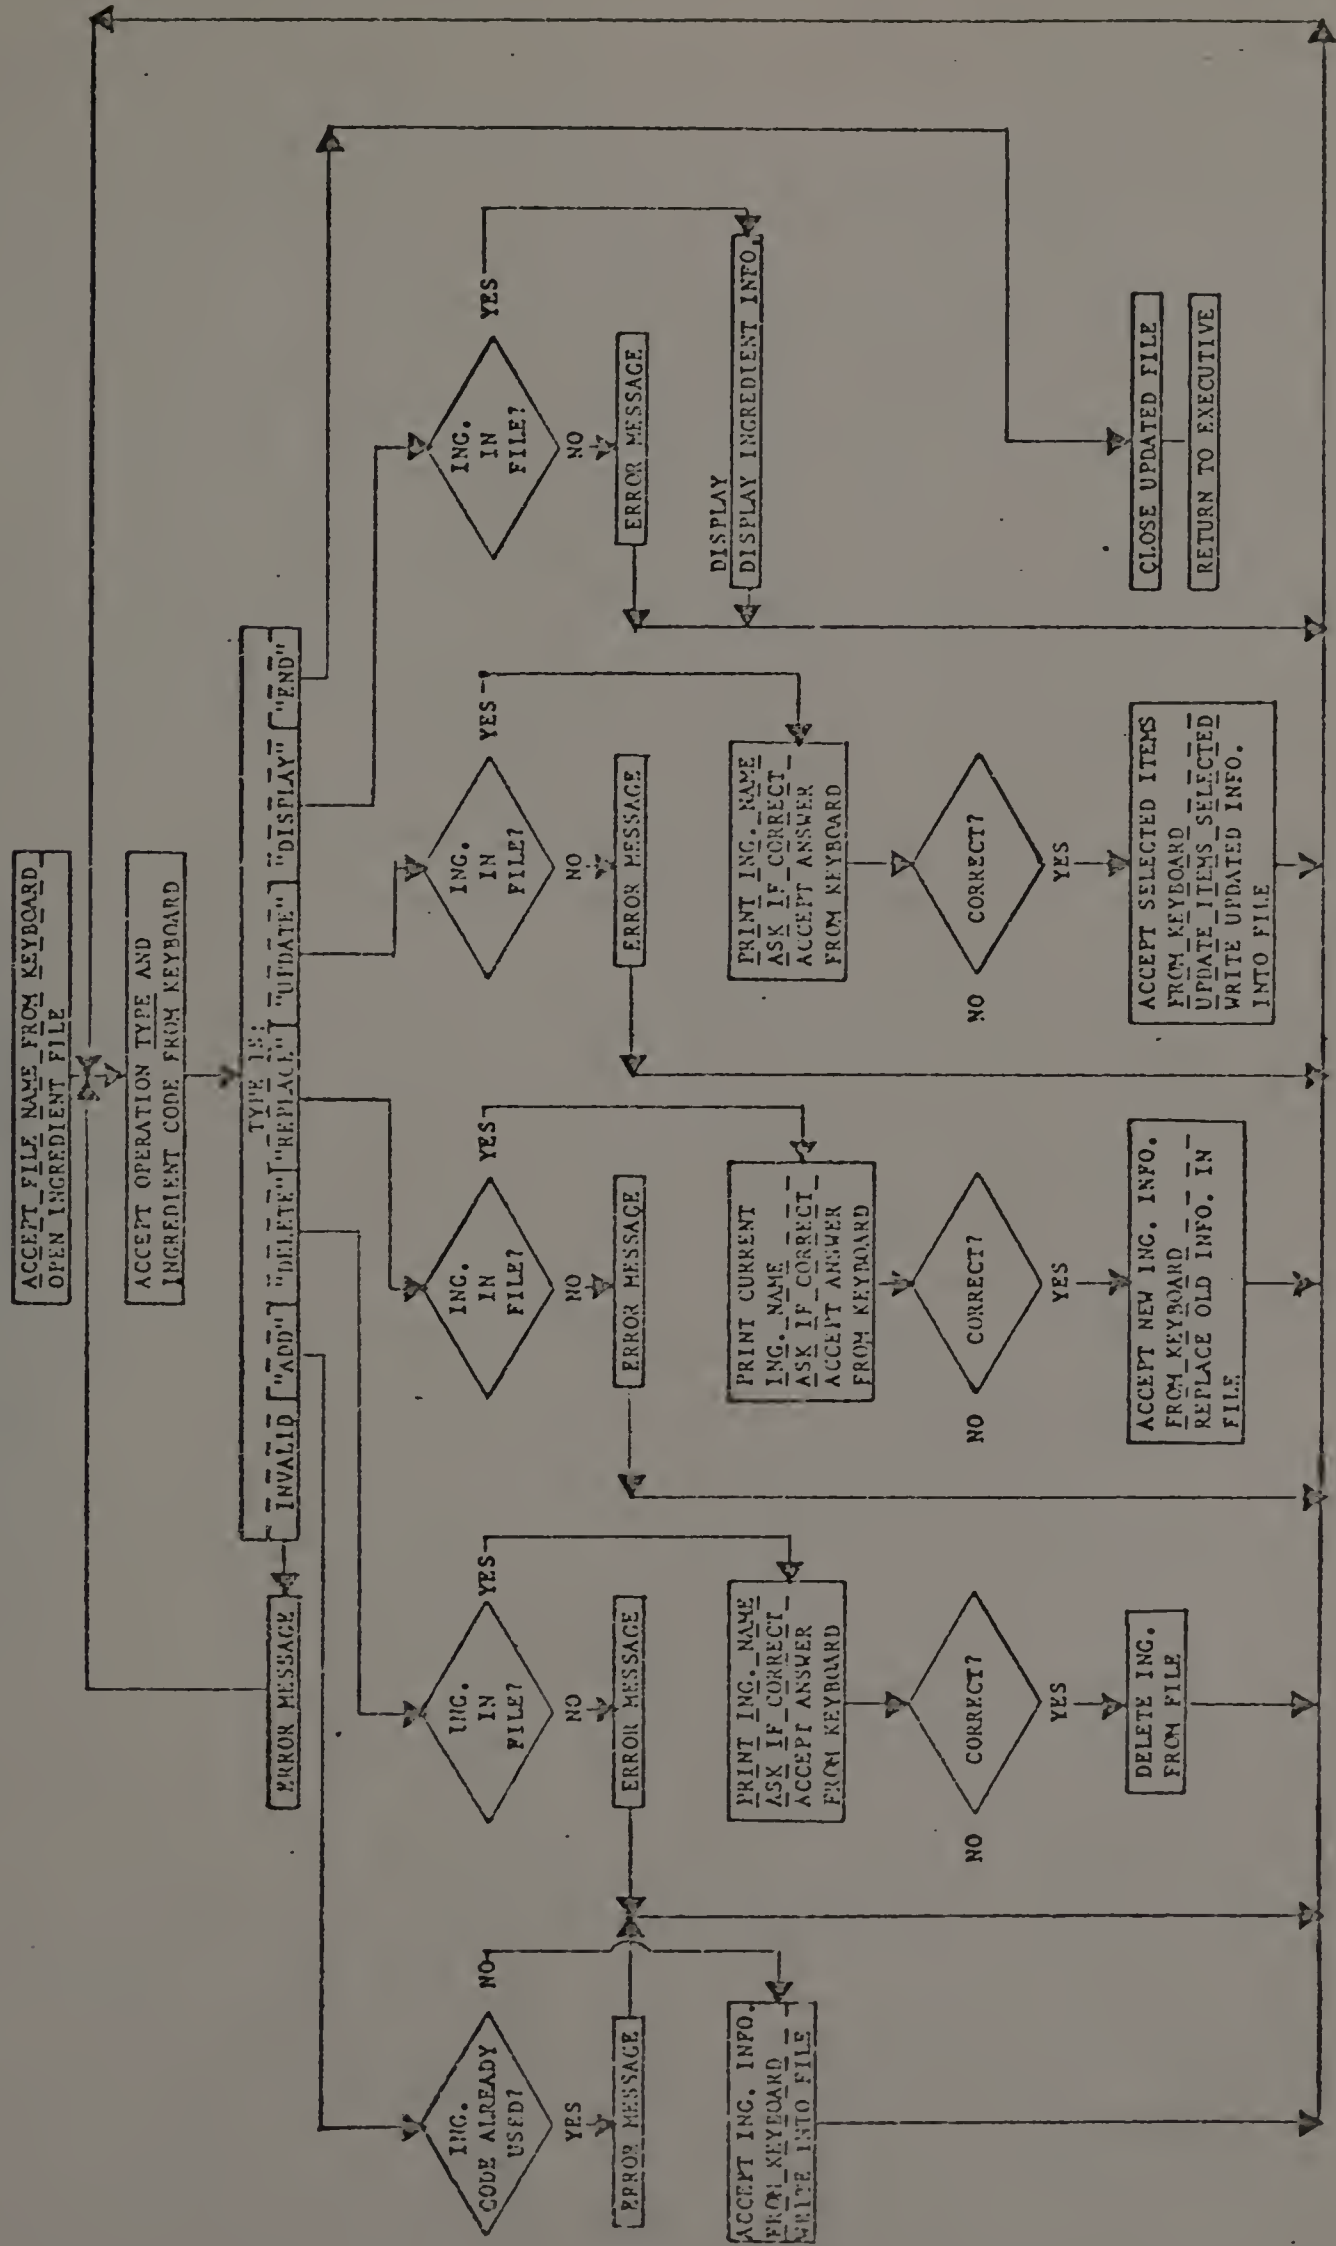 ACCEPT FILE NAME FROM KEYBOARD
OPEN INGREDIENT FILE
ACCEPT OPERATION TYPE AND
INGREDIENT CODE FROM KEYBOARD
TYPE IS:
INVALID "ADD" "DELETE" "REPLACE" "UPDATE" "DISPLAY" "END"
ERROR MESSAGE
ING.
CODE ALREADY
USED?
NO
YES
ERROR MESSAGE
ACCEPT ING. INFO.
FROM KEYBOARD
WRITE INTO FILE
ING.
IN
FILE?
YES
NO
ERROR MESSAGE
PRINT ING. NAME
ASK IF CORRECT
ACCEPT ANSWER
FROM KEYBOARD
CORRECT?
NO
YES
DELETE ING.
FROM FILE
ING.
IN
FILE?
YES
NO
ERROR MESSAGE
PRINT CURRENT
ING. NAME
ASK IF CORRECT
ACCEPT ANSWER
FROM KEYBOARD
CORRECT?
NO
YES
ACCEPT NEW ING. INFO.
FROM KEYBOARD
REPLACE OLD INFO. IN
FILE
ING.
IN
FILE?
YES
NO
ERROR MESSAGE
PRINT ING. NAME
ASK IF CORRECT
ACCEPT ANSWER
FROM KEYBOARD
CORRECT?
NO
YES
ACCEPT SELECTED ITEMS
FROM KEYBOARD
UPDATE ITEMS SELECTED
WRITE UPDATED INFO.
INTO FILE
ING.
IN
FILE?
YES
NO
ERROR MESSAGE
DISPLAY
DISPLAY INGREDIENT INFO.
CLOSE UPDATED FILE
RETURN TO EXECUTIVE